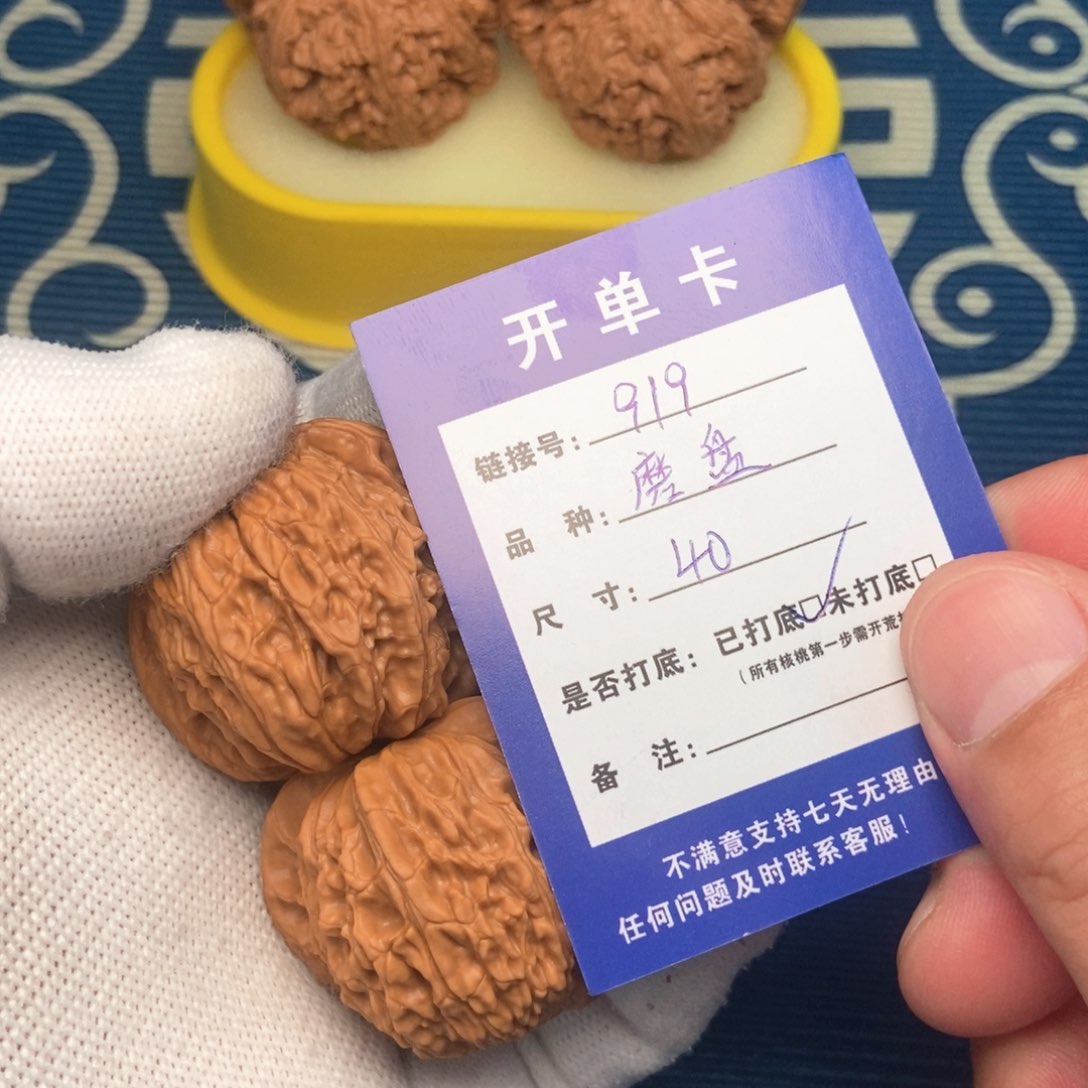 开单卡
链接号：919
品 种：磨盘
尺 寸：40
是否打底：已打底☑未打底□
（所有核桃第一步需开荒
备 注：
不满意支持七天无理由
任何问题及时联系客服！